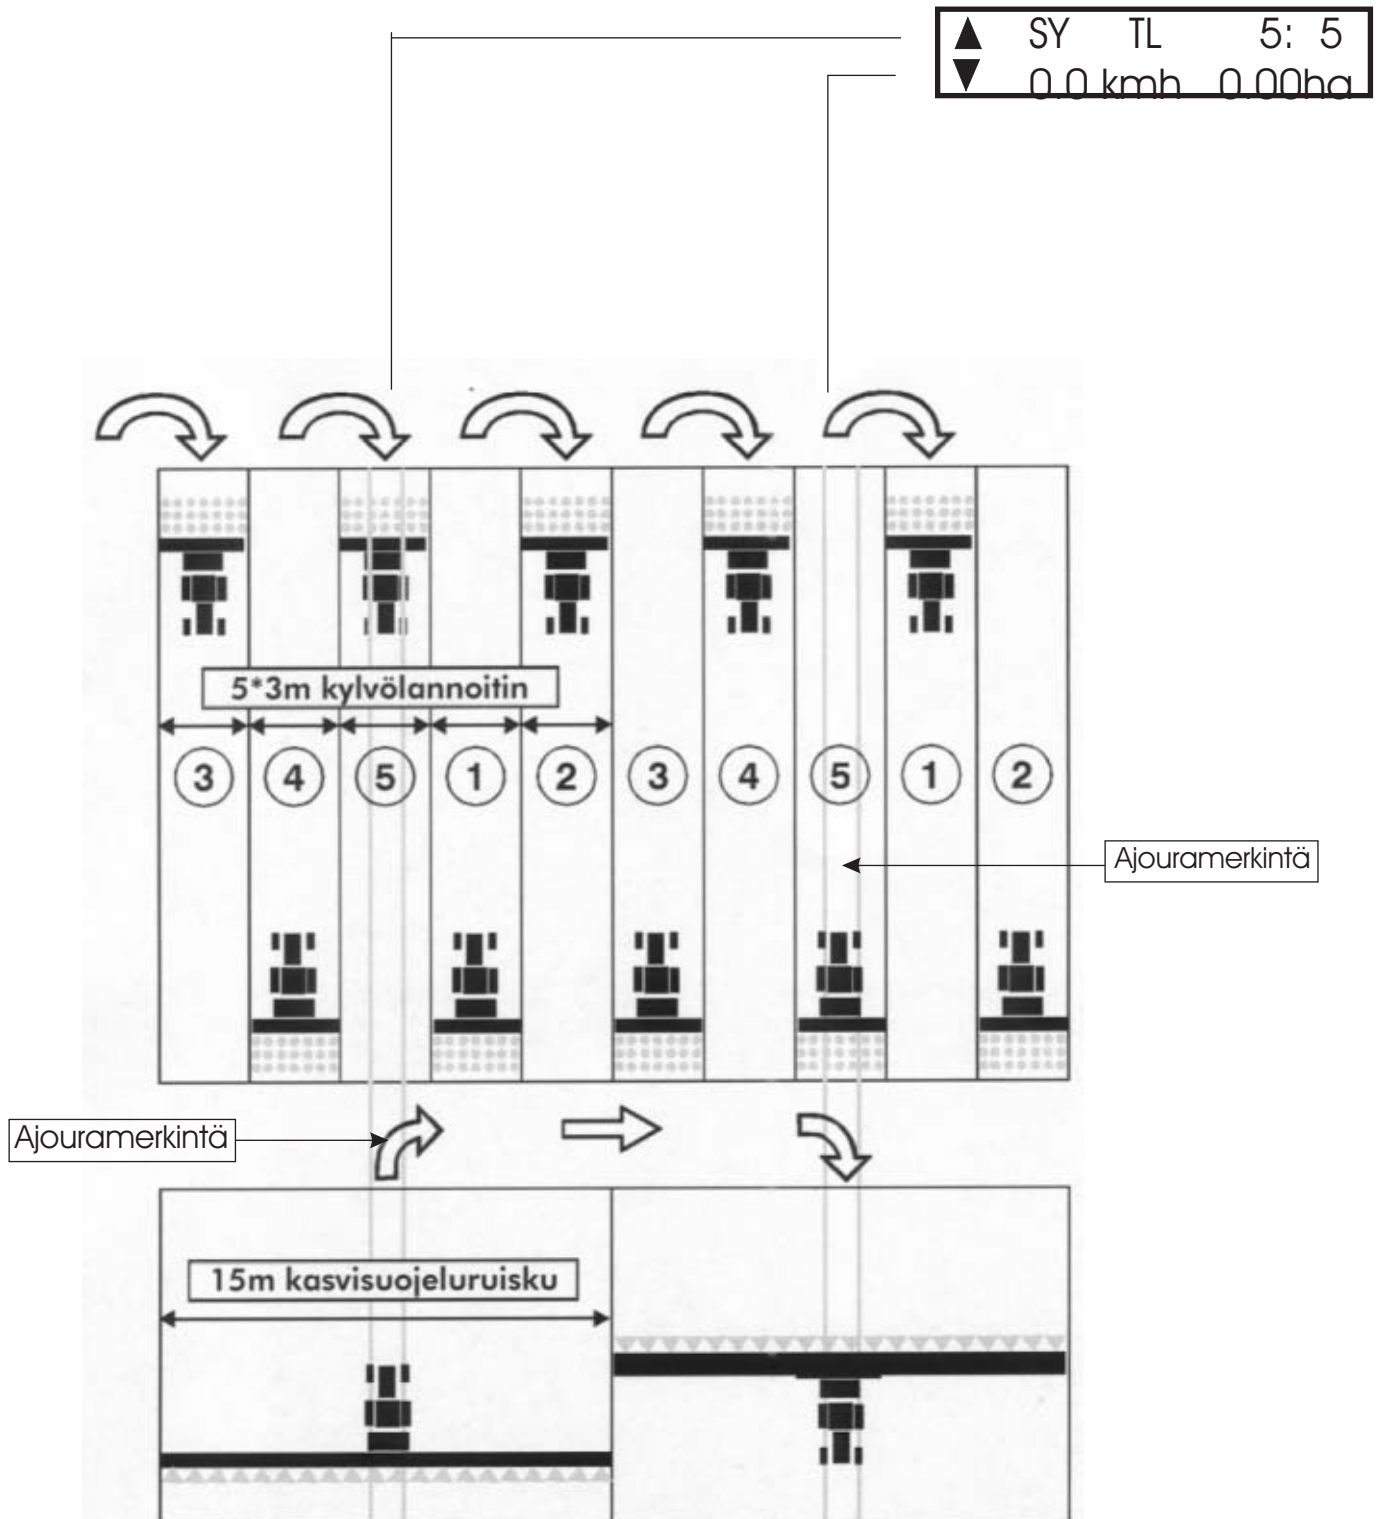 SY TL 5: 5
0.0 kmh 0.00ha
5*3m kylvölannoitin
3 4 5 1 2 3 4 5 1 2
Ajouramerkintä
Ajouramerkintä
15m kasvisuojeluruisku